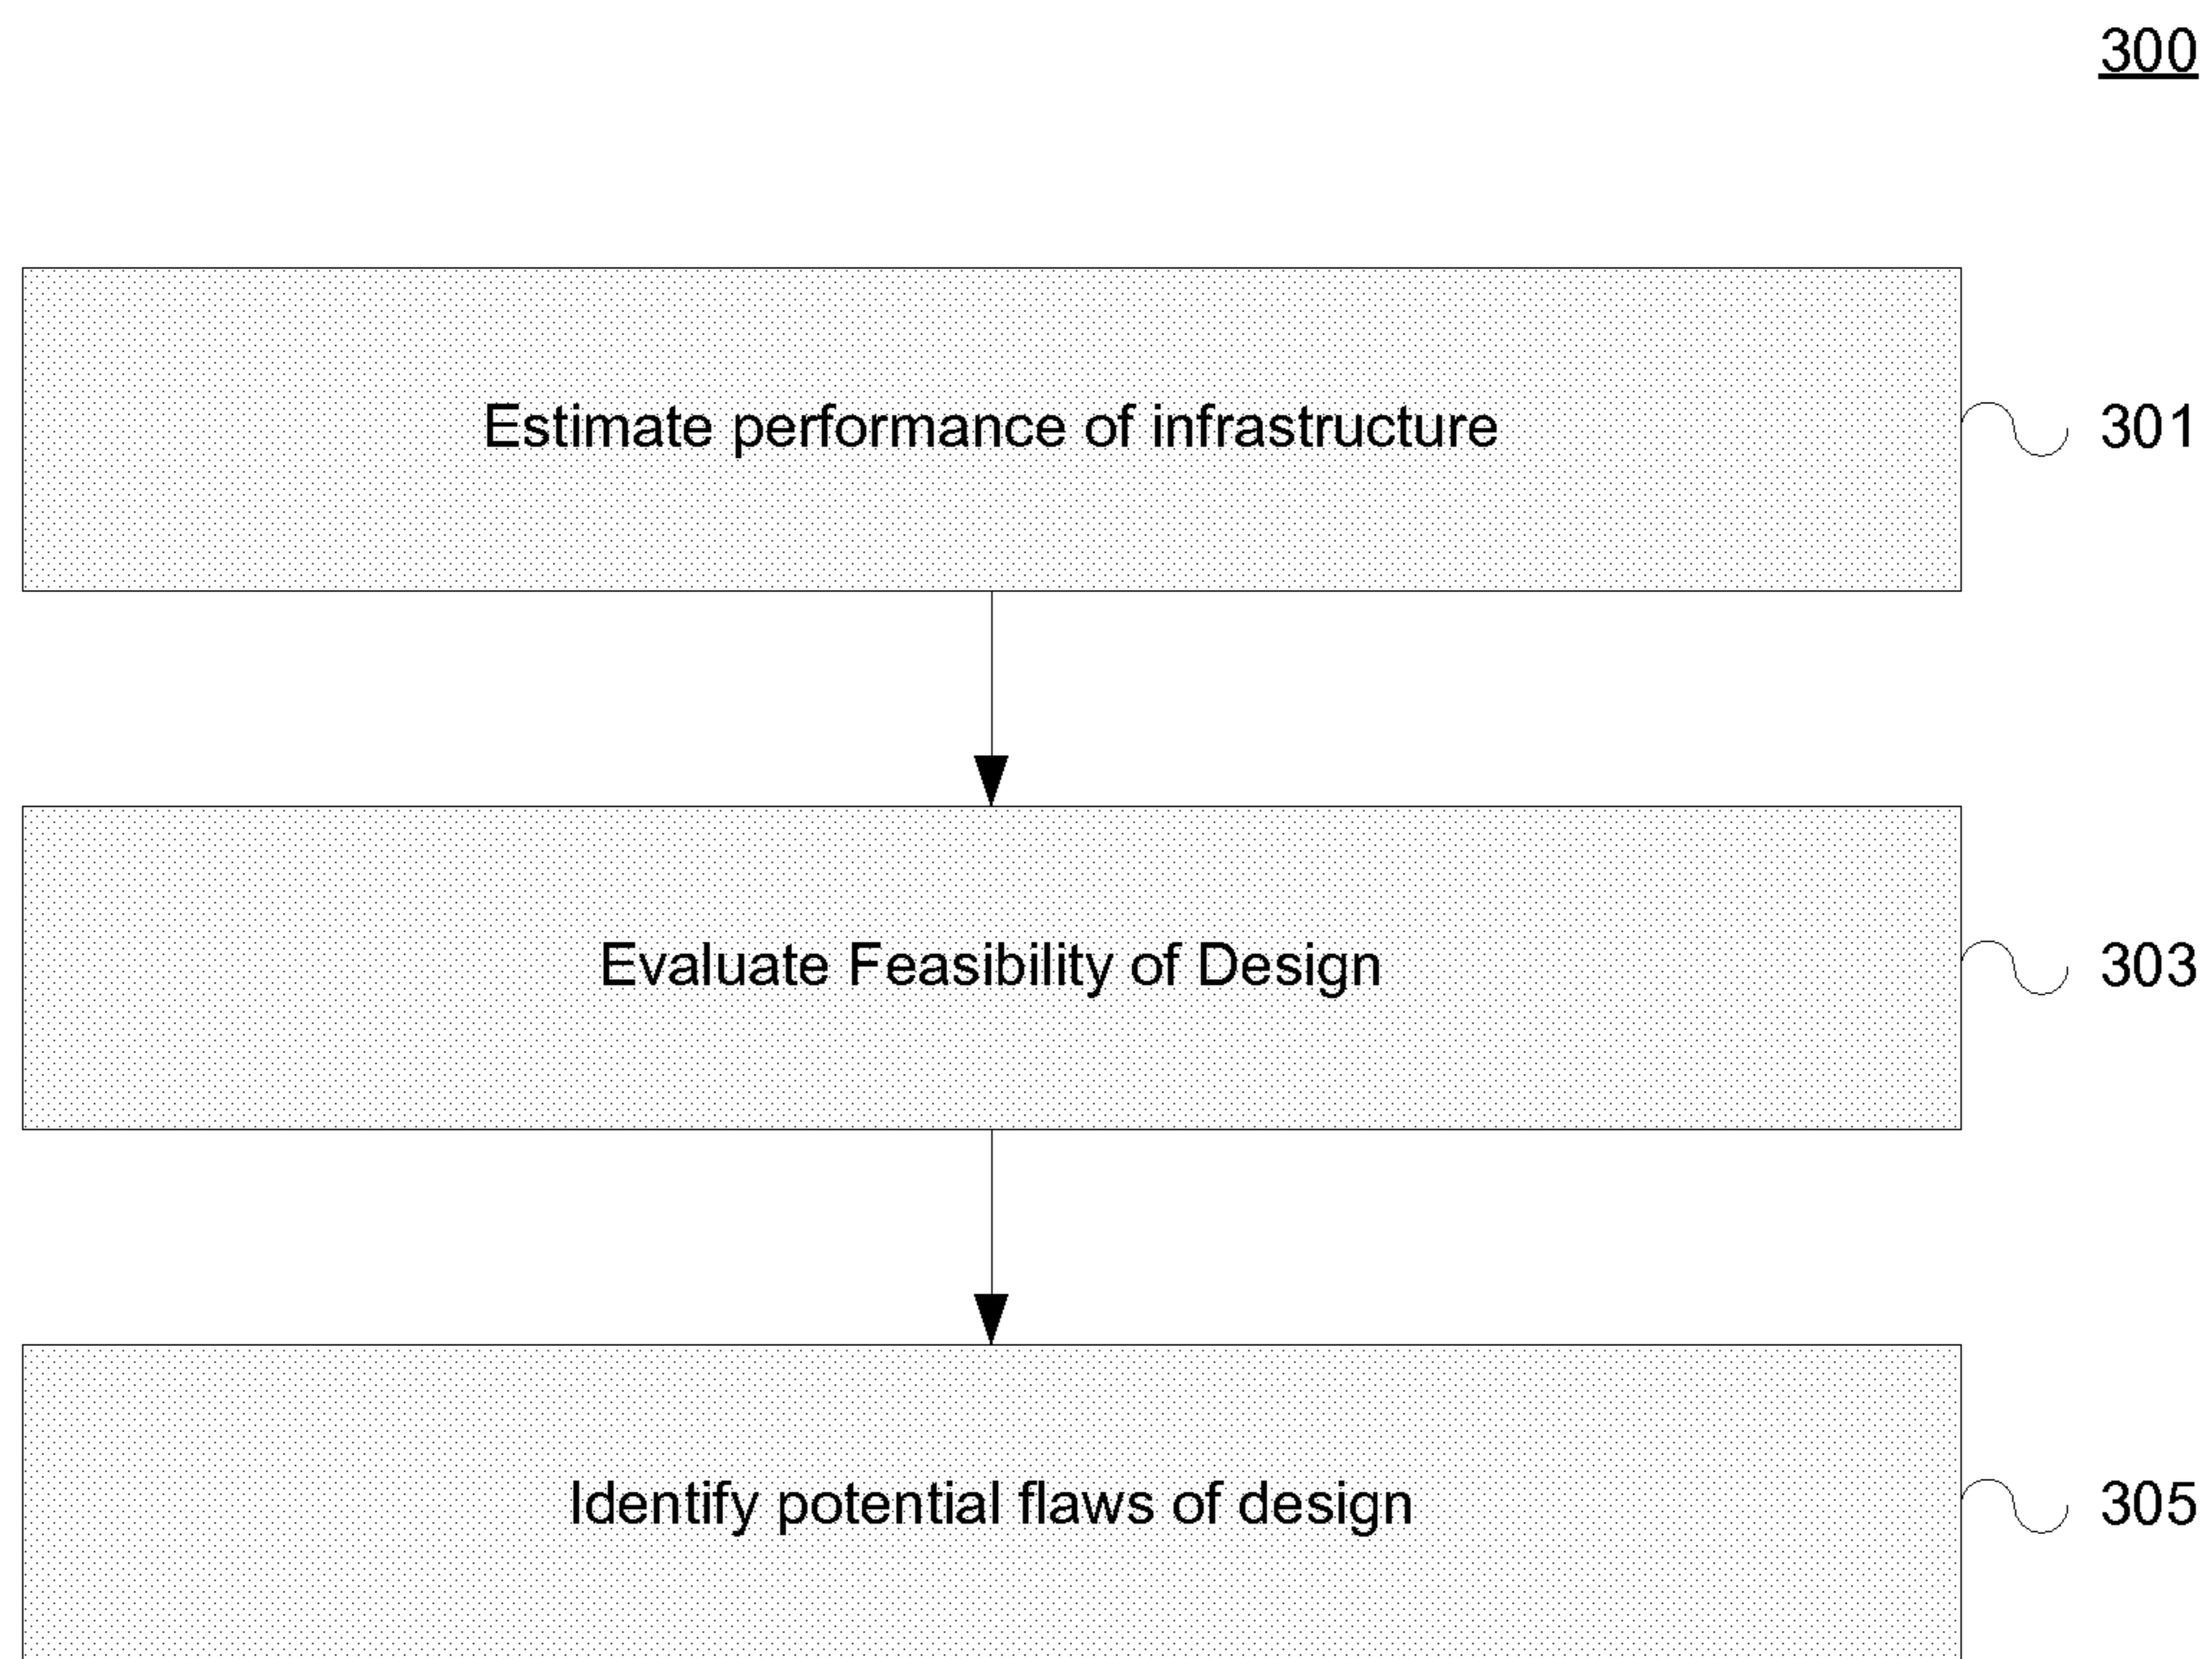 300
Estimate performance of infrastructure
301
Evaluate Feasibility of Design
303
Identify potential flaws of design
305